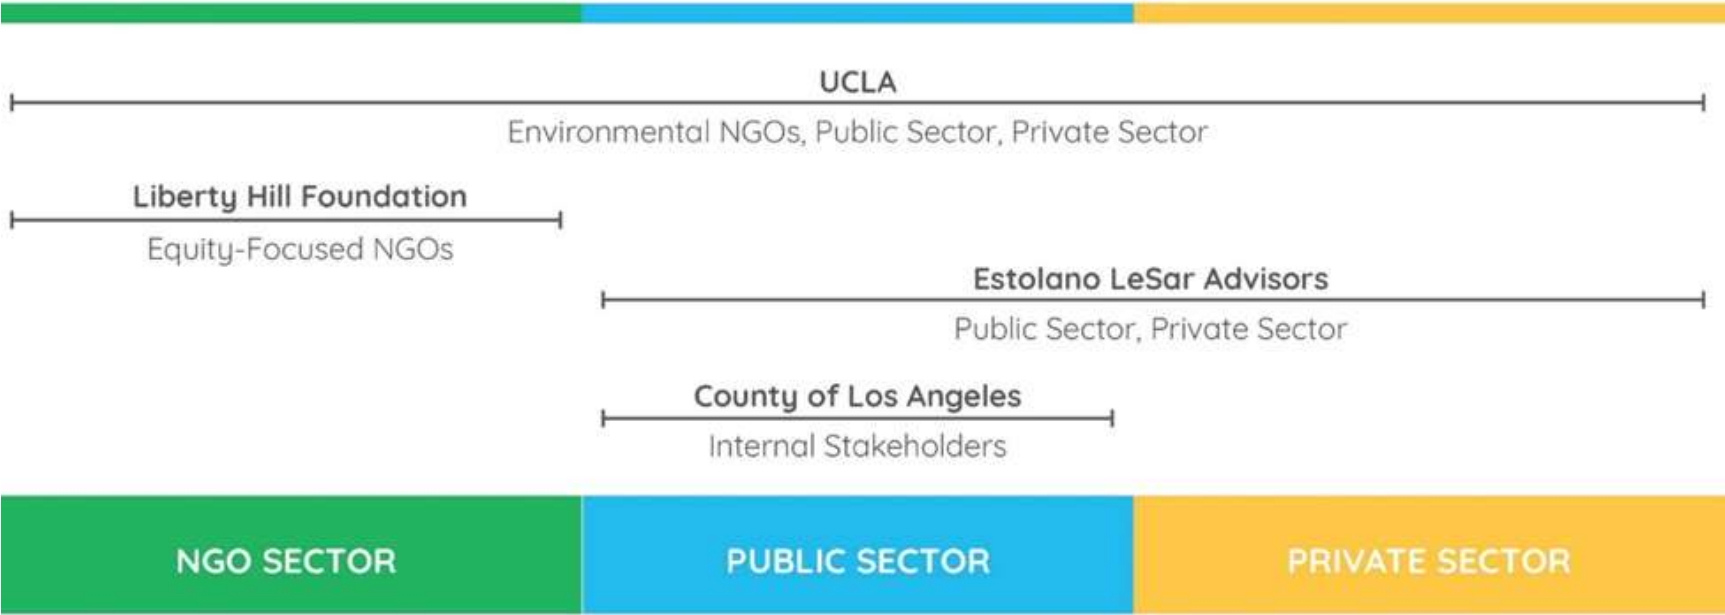 UCLA
Environmental NGOs, Public Sector, Private Sector
Liberty Hill Foundation
Equity-Focused NGOs
Estolano LeSar Advisors
Public Sector, Private Sector
County of Los Angeles
Internal Stakeholders
NGO SECTOR
PUBLIC SECTOR
PRIVATE SECTOR